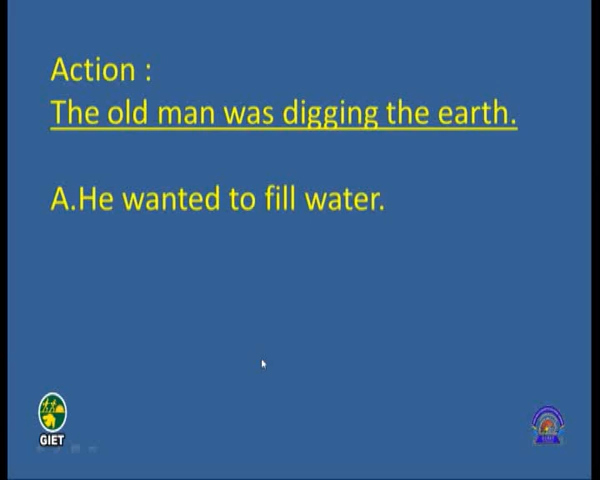 Action :
The old man was digging the earth.
A.He wanted to fill water.
GIET